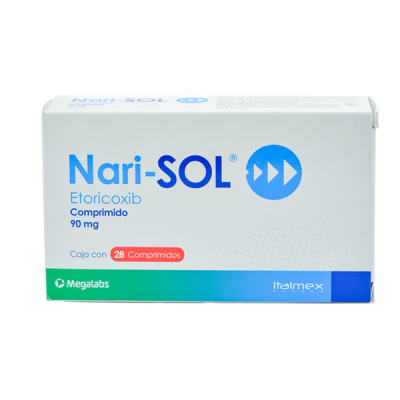 Nari-SOL®
Etoricoxib
Comprimido
90 mg
Caja con 28 Comprimidos
Megalabs
Italmex